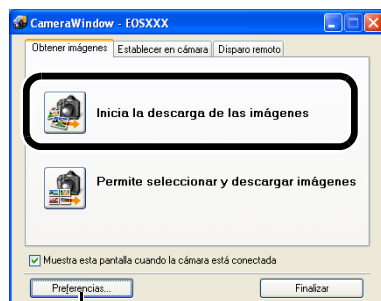 CameraWindow - EOSXXX
Obtener imágenes Establecer en cámara Disparo remoto
Inicia la descarga de las imágenes
Permite seleccionar y descargar imágenes
Muestra esta pantalla cuando la cámara está conectada
Preferencias... Finalizar